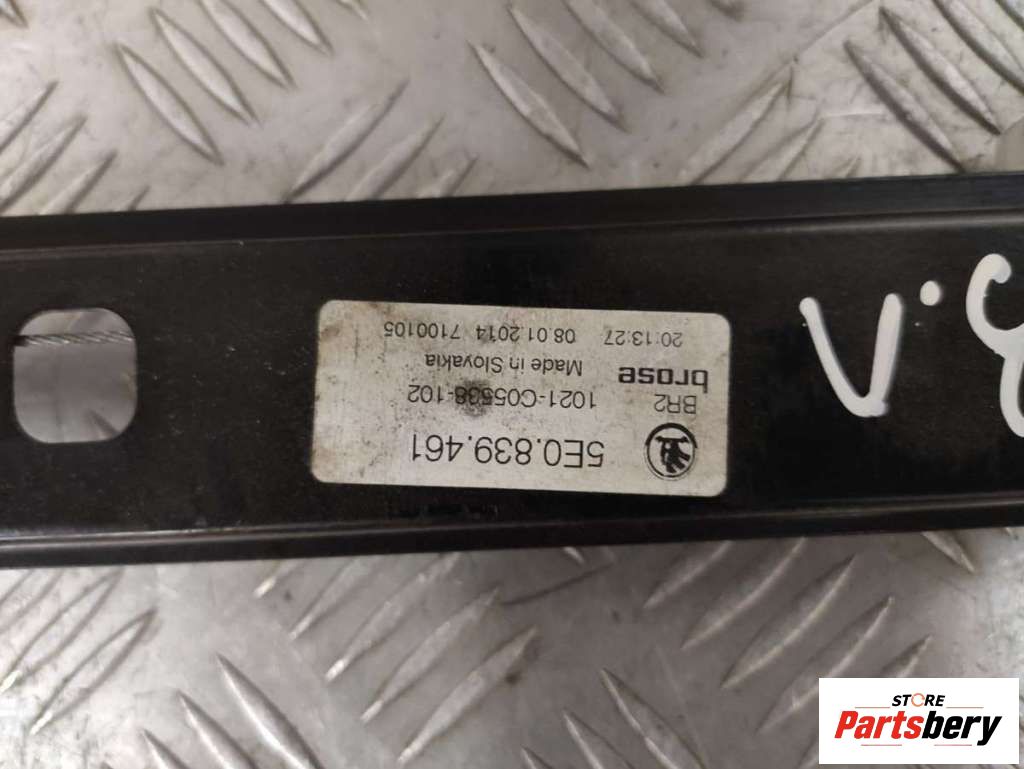 5E0.839.461
BR2 1021-C05538-102
brose Made in Slovakia
20:13:27 08.01.2014 7100105
STORE
Partsbery